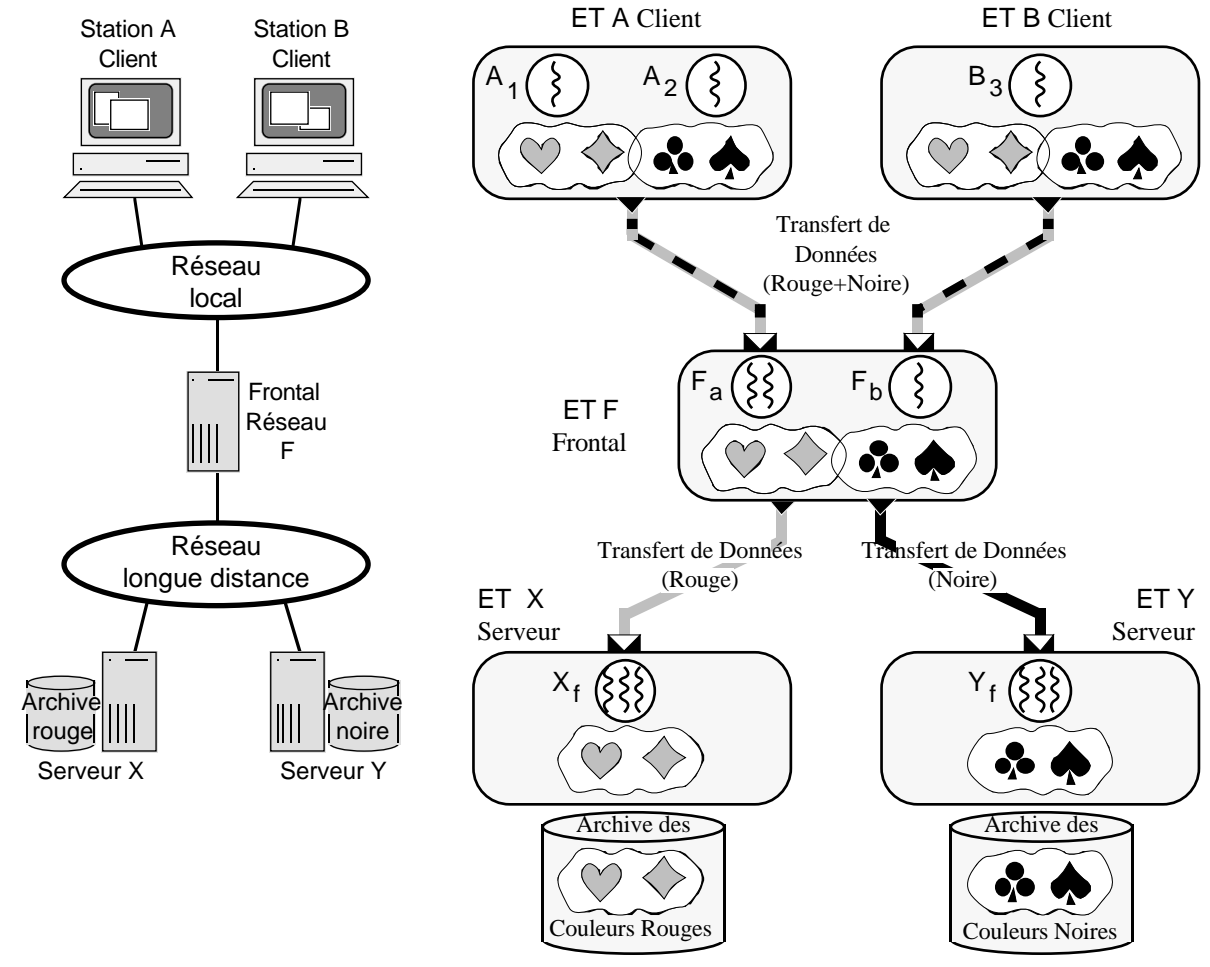 Station A
Client
Station B
Client
Réseau
local
Frontal
Réseau
F
Réseau
longue distance
Archive
rouge
Serveur X
Archive
noire
Serveur Y
ET A Client
A1
A2
ET B Client
B3
Transfert de
Données
(Rouge+Noire)
ET F
Frontal
Fa
Fb
Transfert de Données
(Rouge)
Transfert de Données
(Noire)
ET X
Serveur
Xf
ET Y
Serveur
Yf
Archive des
Couleurs Rouges
Archive des
Couleurs Noires